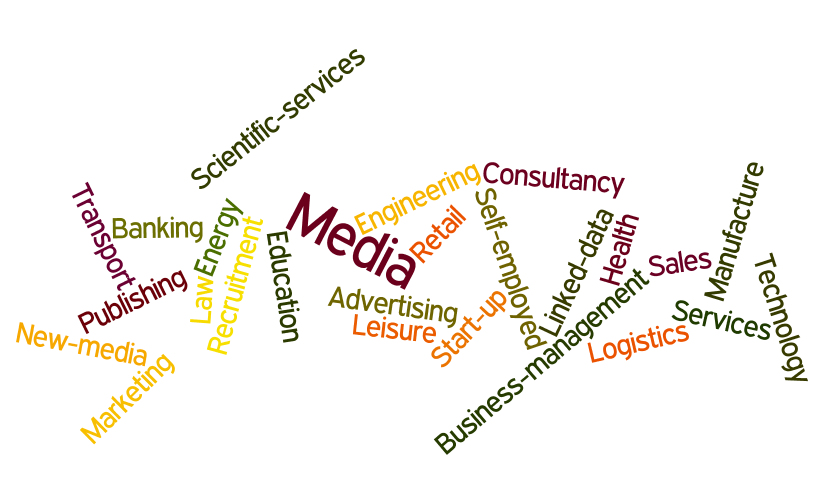 Scientific-services
Transport
Banking
Energy
Law
Recruitment
Education
Media
Engineering
Retail
Consultancy
Self-employed
Linked-data
Health
Sales
Manufacture
Technology
Publishing
New-media
Marketing
Advertising
Leisure
Start-up
Business-management
Logistics
Services